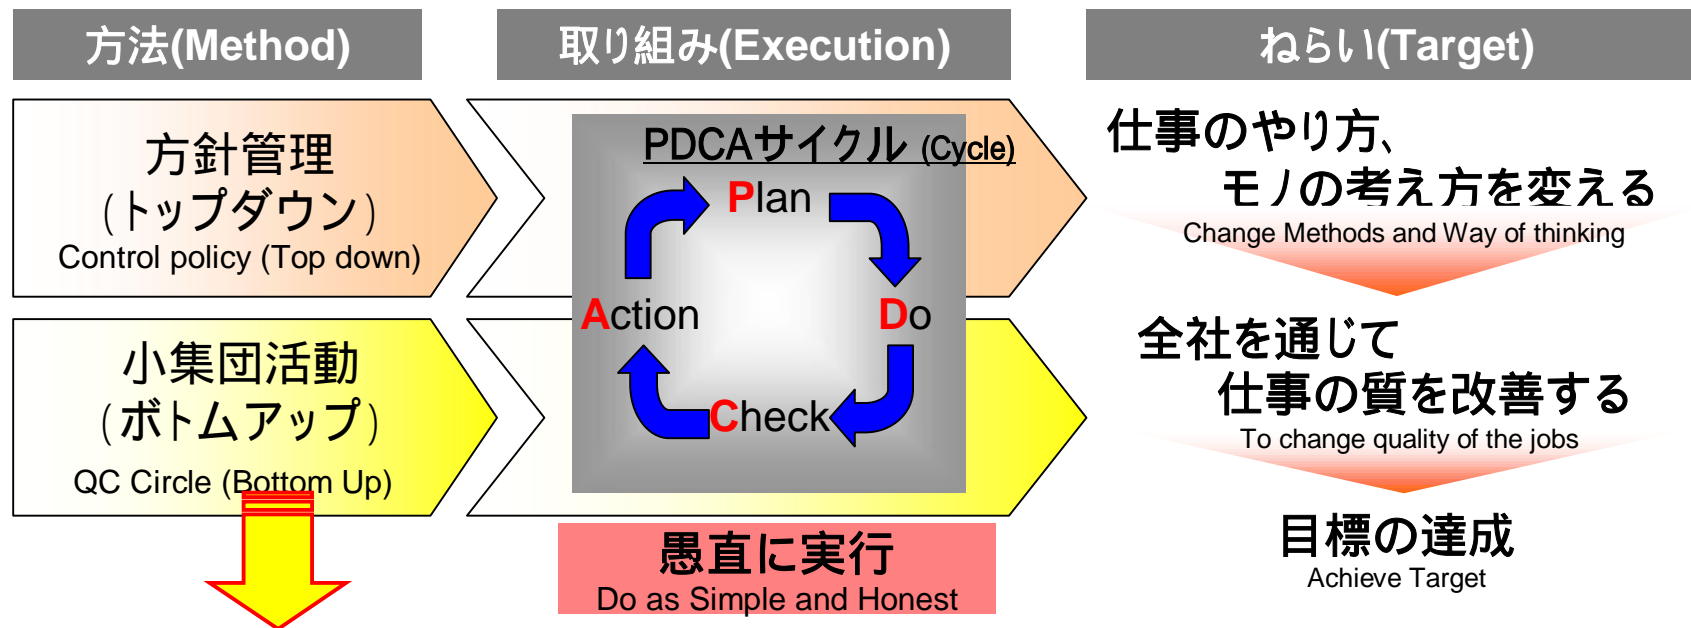 方法(Method)
取り組み(Execution)
ねらい(Target)
方針管理
(トップダウン)
Control policy (Top down)
小集団活動
(ボトムアップ)
QC Circle (Bottom Up)
PDCAサイクル (Cycle)
Plan
Action
Do
Check
愚直に実行
Do as Simple and Honest
仕事のやり方、
モノの考え方を変える
Change Methods and Way of thinking
全社を通じて
仕事の質を改善する
To change quality of the jobs
目標の達成
Achieve Target